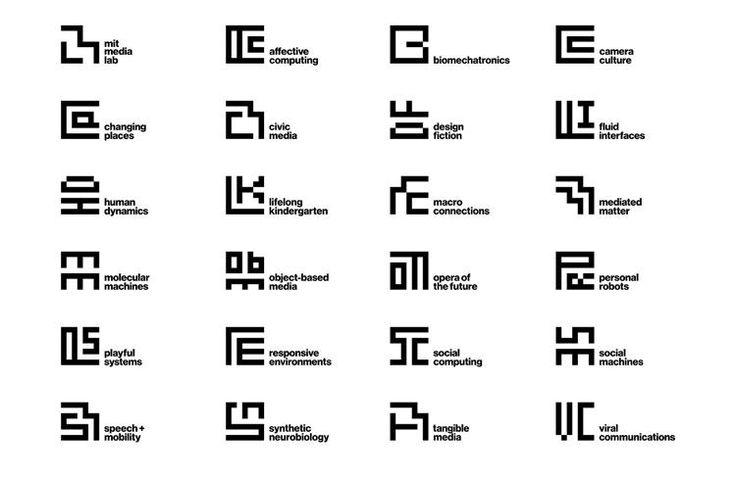 mit
media
lab
affective
computing
biomechatronics
camera
culture
changing
places
civic
media
design
fiction
fluid
interfaces
human
dynamics
lifelong
kindergarten
macro
connections
mediated
matter
molecular
machines
object-based
media
opera of
the future
personal
robots
playful
systems
responsive
environments
social
computing
social
machines
speech +
mobility
synthetic
neurobiology
tangible
media
viral
communications